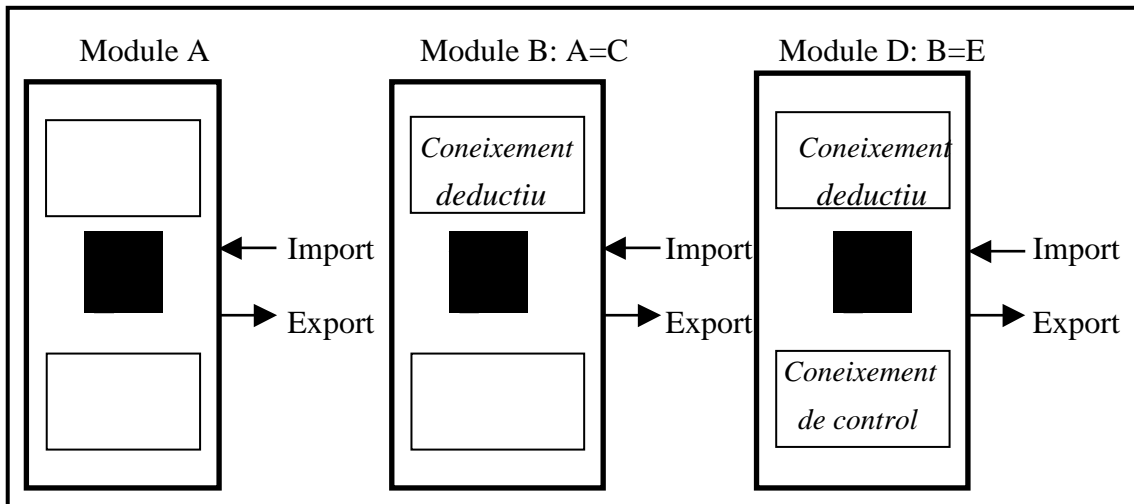 Module A
Module B: A=C
Module D: B=E
Coneixement
deductiu
Coneixement
deductiu
Import
Export
Import
Export
Import
Export
Coneixement
de control